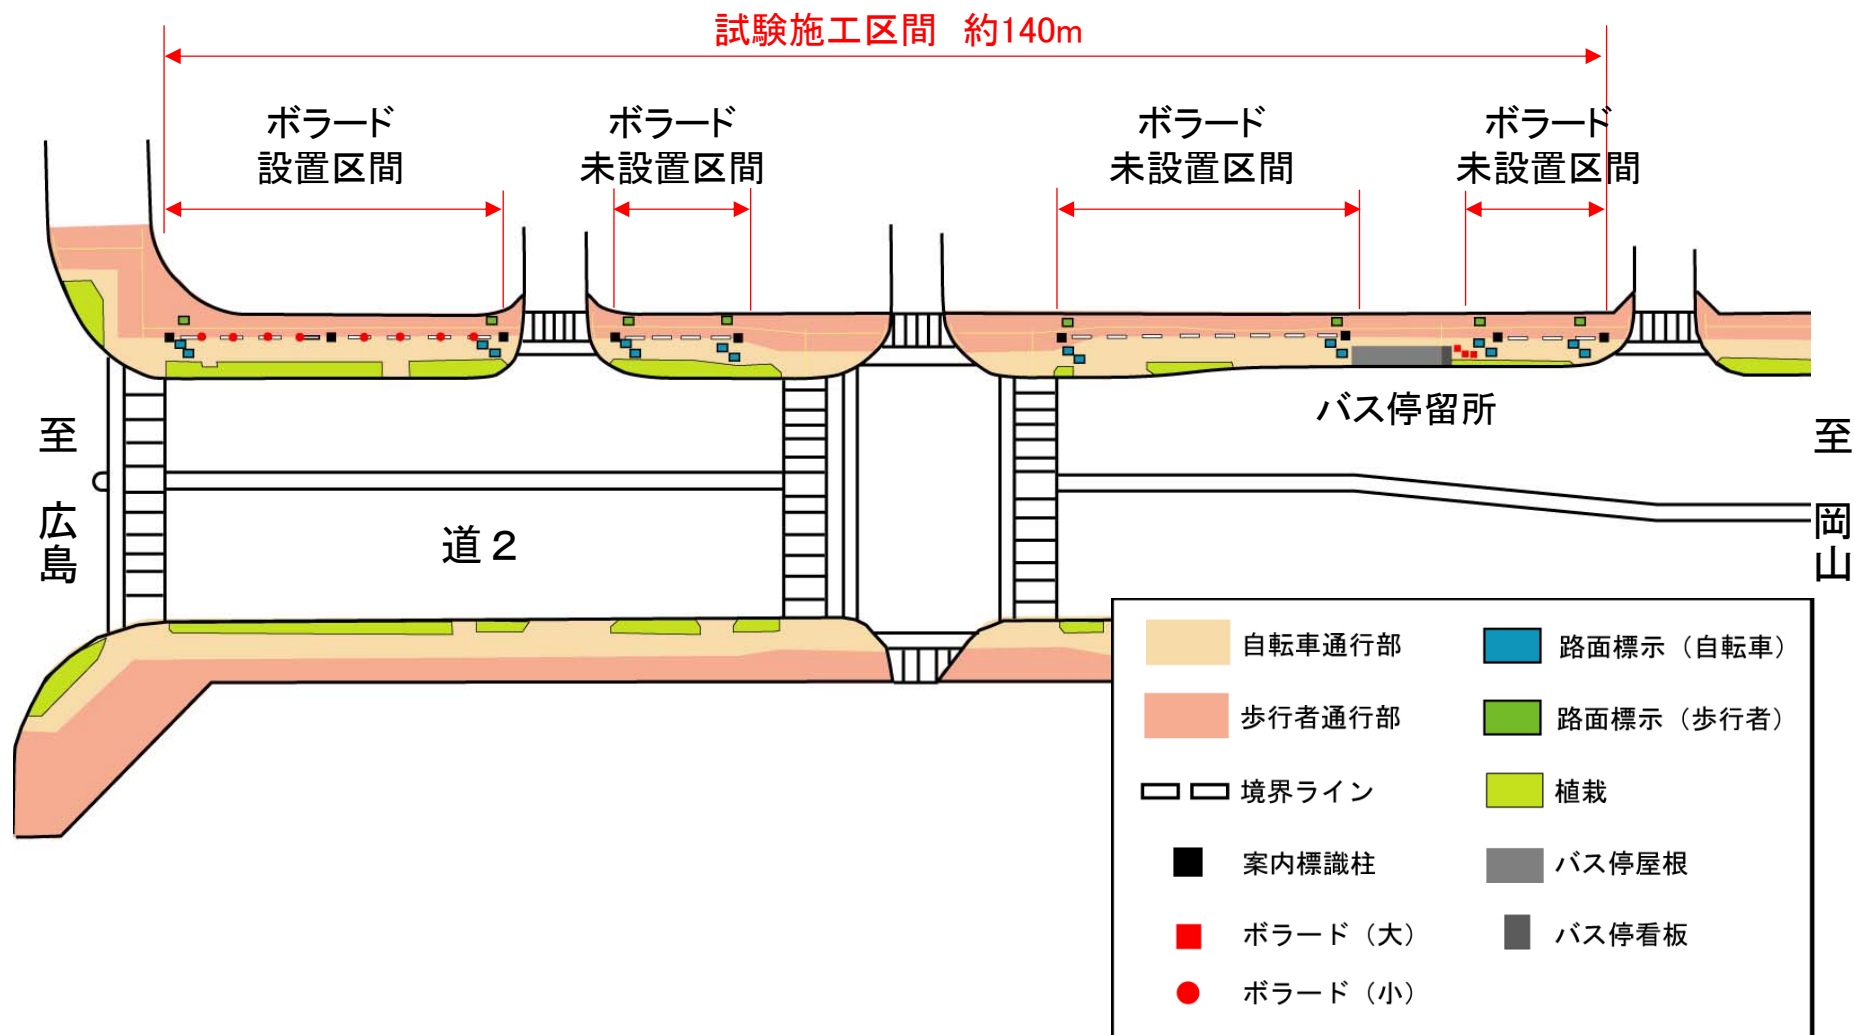 試験施工区間　約140m
ボラード
設置区間
ボラード
未設置区間
ボラード
未設置区間
ボラード
未設置区間
バス停留所
至 広島
至 岡山
道２
自転車通行部
路面標示（自転車）
歩行者通行部
路面標示（歩行者）
境界ライン
植栽
案内標識柱
バス停屋根
ボラード（大）
バス停看板
ボラード（小）